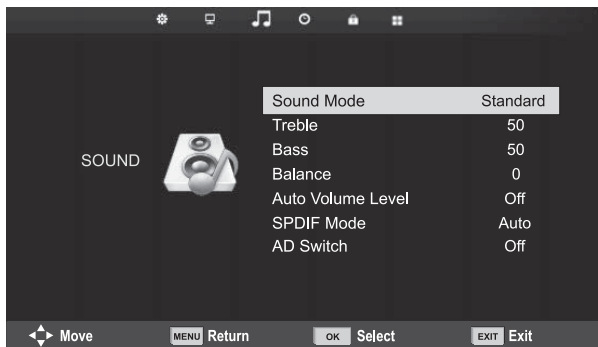 Sound Mode Standard
Treble 50
Bass 50
SOUND
Balance 0
Auto Volume Level Off
SPDIF Mode Auto
AD Switch Off
Move MENU Return OK Select EXIT Exit